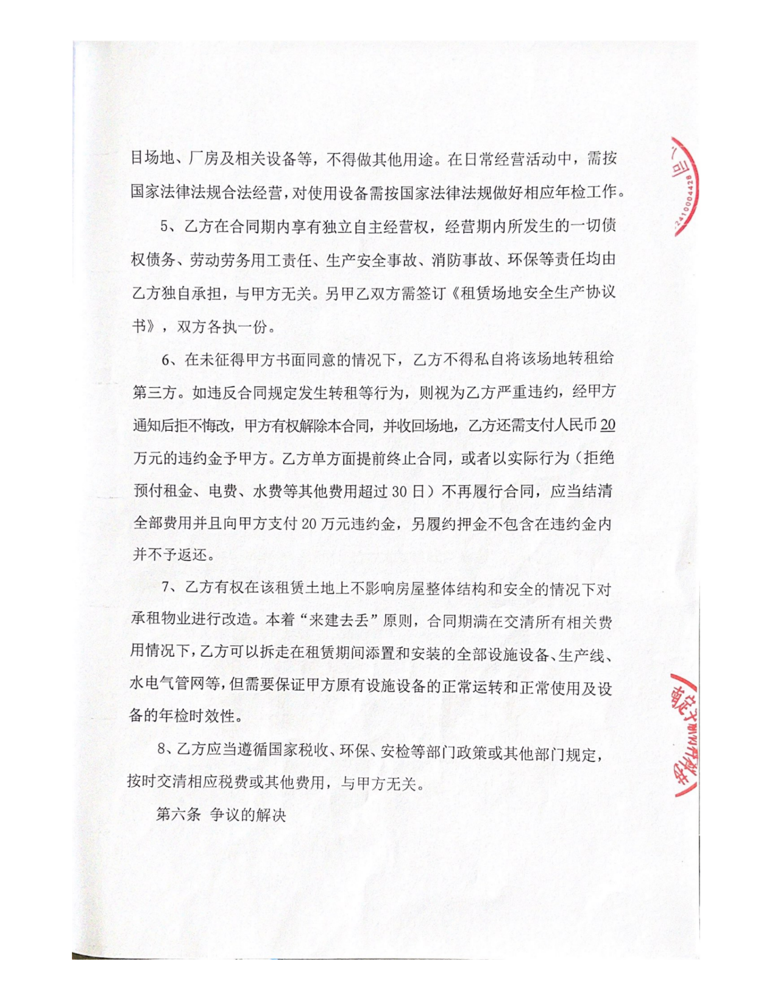 目场地、厂房及相关设备等，不得做其他用途。在日常经营活动中，需按
国家法律法规合法经营，对使用设备需按国家法律法规做好相应年检工作。
5、乙方在合同期内享有独立自主经营权，经营期内所发生的一切债
权债务、劳动劳务用工责任、生产安全事故、消防事故、环保等责任均由
乙方独自承担，与甲方无关。另甲乙双方需签订《租赁场地安全生产协议
书》，双方各执一份。
6、在未征得甲方书面同意的情况下，乙方不得私自将该场地转租给
第三方。如违反合同规定发生转租等行为，则视为乙方严重违约，经甲方
通知后拒不悔改，甲方有权解除本合同，并收回场地，乙方还需支付人民币20
万元的违约金予甲方。乙方单方面提前终止合同，或者以实际行为（拒绝
预付租金、电费、水费等其他费用超过30日）不再履行合同，应当结清
全部费用并且向甲方支付20万元违约金，另履约押金不包含在违约金内
并不予返还。
7、乙方有权在该租赁土地上不影响房屋整体结构和安全的情况下对
承租物业进行改造。本着“来建去丢”原则，合同期满在交清所有相关费
用情况下，乙方可以拆走在租赁期间添置和安装的全部设施设备、生产线、
水电气管网等，但需要保证甲方原有设施设备的正常运转和正常使用及设
备的年检时效性。
8、乙方应当遵循国家税收、环保、安检等部门政策或其他部门规定，
按时交清相应税费或其他费用，与甲方无关。
第六条 争议的解决
司
2410004428
南定